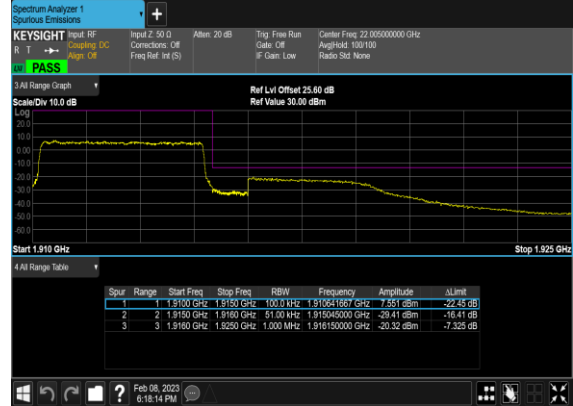 Spectrum Analyzer 1
Spurious Emissions
+
KEYSIGHT Input: RF Input Z: 50 Ω Atten: 20 dB Trig: Free Run Center Freq: 22.005000000 GHz
R T Coupling: DC Corrections: Off Gate: Off Avg|Hold: 100/100
Align: Off Freq Ref: Int (S) IF Gain: Low Radio Std: None
PASS
3 All Range Graph
Ref Lvl Offset 25.60 dB
Scale/Div 10.0 dB Ref Value 30.00 dBm
Log
20.0
10.0
0.00
-10.0
-20.0
-30.0
-40.0
-50.0
-60.0
Start 1.910 GHz Stop 1.925 GHz
4 All Range Table
Spur Range Start Freq Stop Freq RBW Frequency Amplitude ΔLimit
1 1 1.9100 GHz 1.9150 GHz 100.0 kHz 1.910641667 GHz 7.551 dBm -22.45 dB
2 2 1.9150 GHz 1.9160 GHz 51.00 kHz 1.915045000 GHz -29.41 dBm -16.41 dB
3 3 1.9160 GHz 1.9250 GHz 1.000 MHz 1.916150000 GHz -20.32 dBm -7.325 dB
? Feb 08, 2023
6:18:14 PM